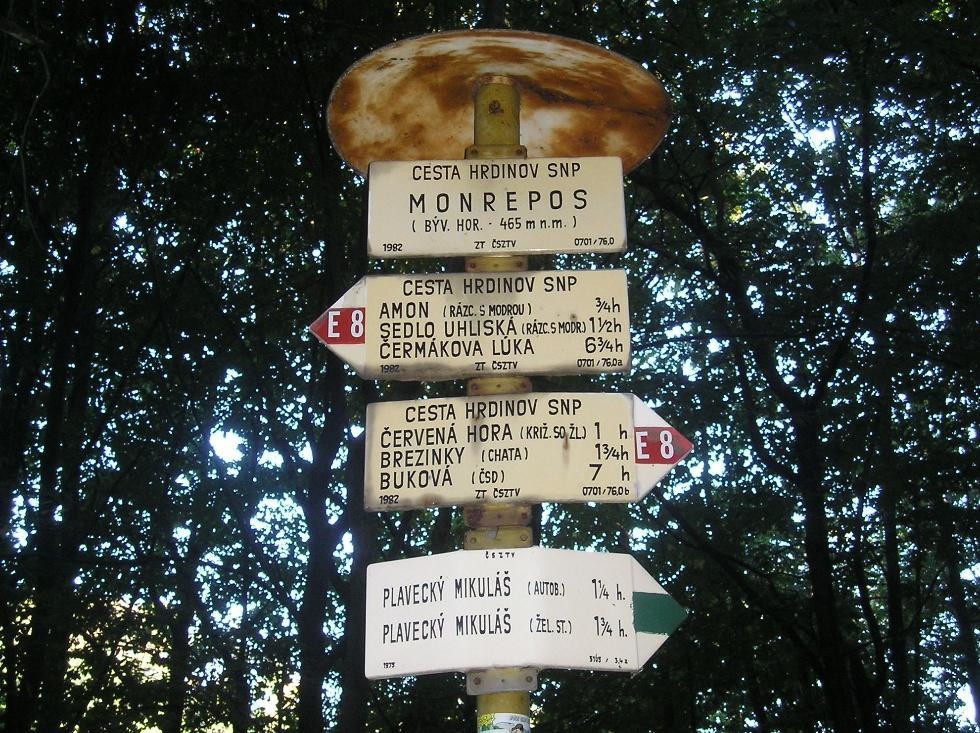 CESTA HRDINOV SNP
MONREPOS
( BÝV. HOR. - 465 m n.m. )
1982 ZT ČSZTV 0701/76,0
CESTA HRDINOV SNP
AMON (RÁZC. S MODROU) ¾h
SEDLO UHLISKÁ (RÁZC. S MODR.) 1½h
ČERMÁKOVA LÚKA 6¾h
E 8
1982 ZT ČSZTV 0701/76,0a
CESTA HRDINOV SNP
ČERVENÁ HORA (KRIŽ. SO ŽL.) 1 h
BREZINKY (CHATA) 1¾h
BUKOVÁ (ČSD) 7 h
E 8
1982 ZT ČSZTV 0701/76,0b
ČSZTV
PLAVECKÝ MIKULÁŠ (AUTOB.) 1¼ h.
PLAVECKÝ MIKULÁŠ (ŽEL.ST.) 1¾ h.
1975